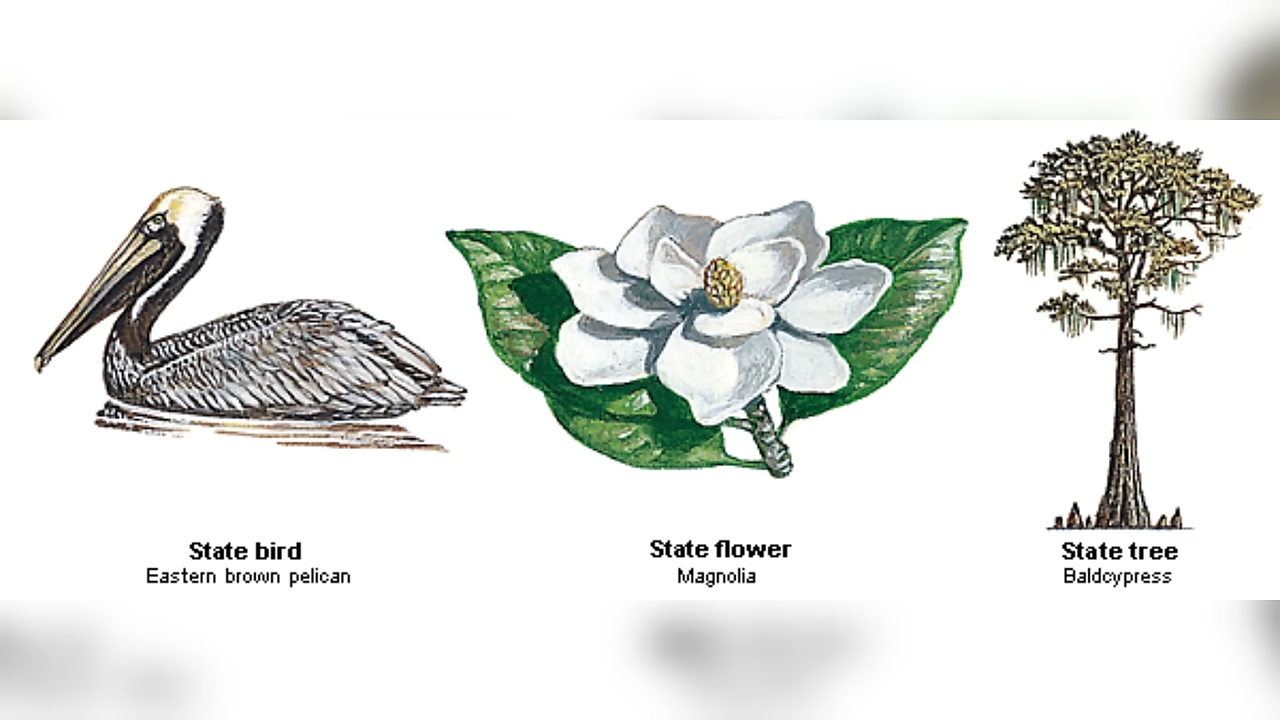 State bird
Eastern brown pelican
State flower
Magnolia
State tree
Baldcypress